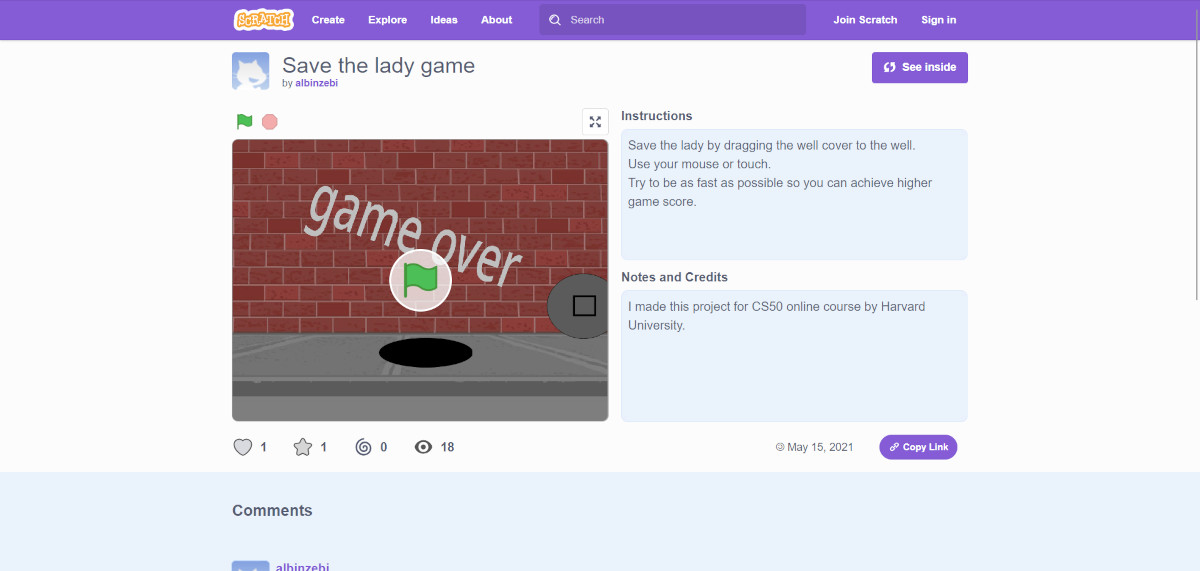 SCRATCH
Create
Explore
Ideas
About
Search
Join Scratch
Sign in
Save the lady game
by albinzebi
See inside
game over
Instructions
Save the lady by dragging the well cover to the well.
Use your mouse or touch.
Try to be as fast as possible so you can achieve higher
game score.
Notes and Credits
I made this project for CS50 online course by Harvard
University.
1
1
0
18
© May 15, 2021
Copy Link
Comments
albinzebi